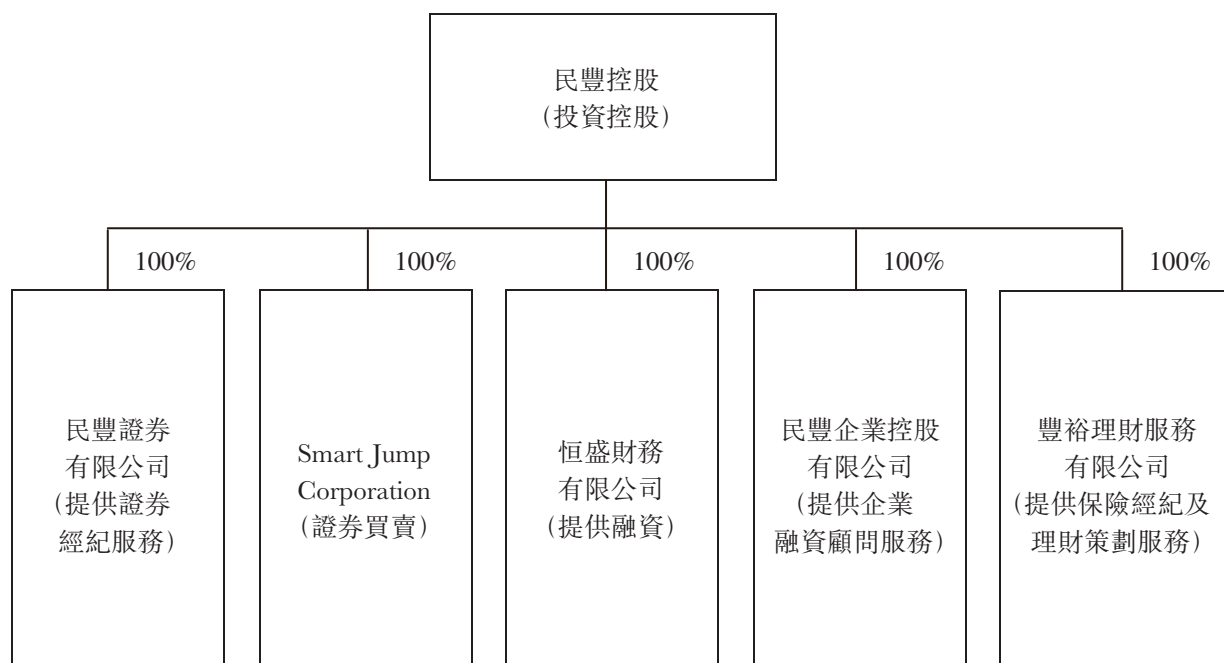 民豐控股
（投資控股）
100%
100%
100%
100%
100%
民豐證券
有限公司
（提供證券
經紀服務）
Smart Jump
Corporation
（證券買賣）
恒盛財務
有限公司
（提供融資）
民豐企業控股
有限公司
（提供企業
融資顧問服務）
豐裕理財服務
有限公司
（提供保險經紀及
理財策劃服務）